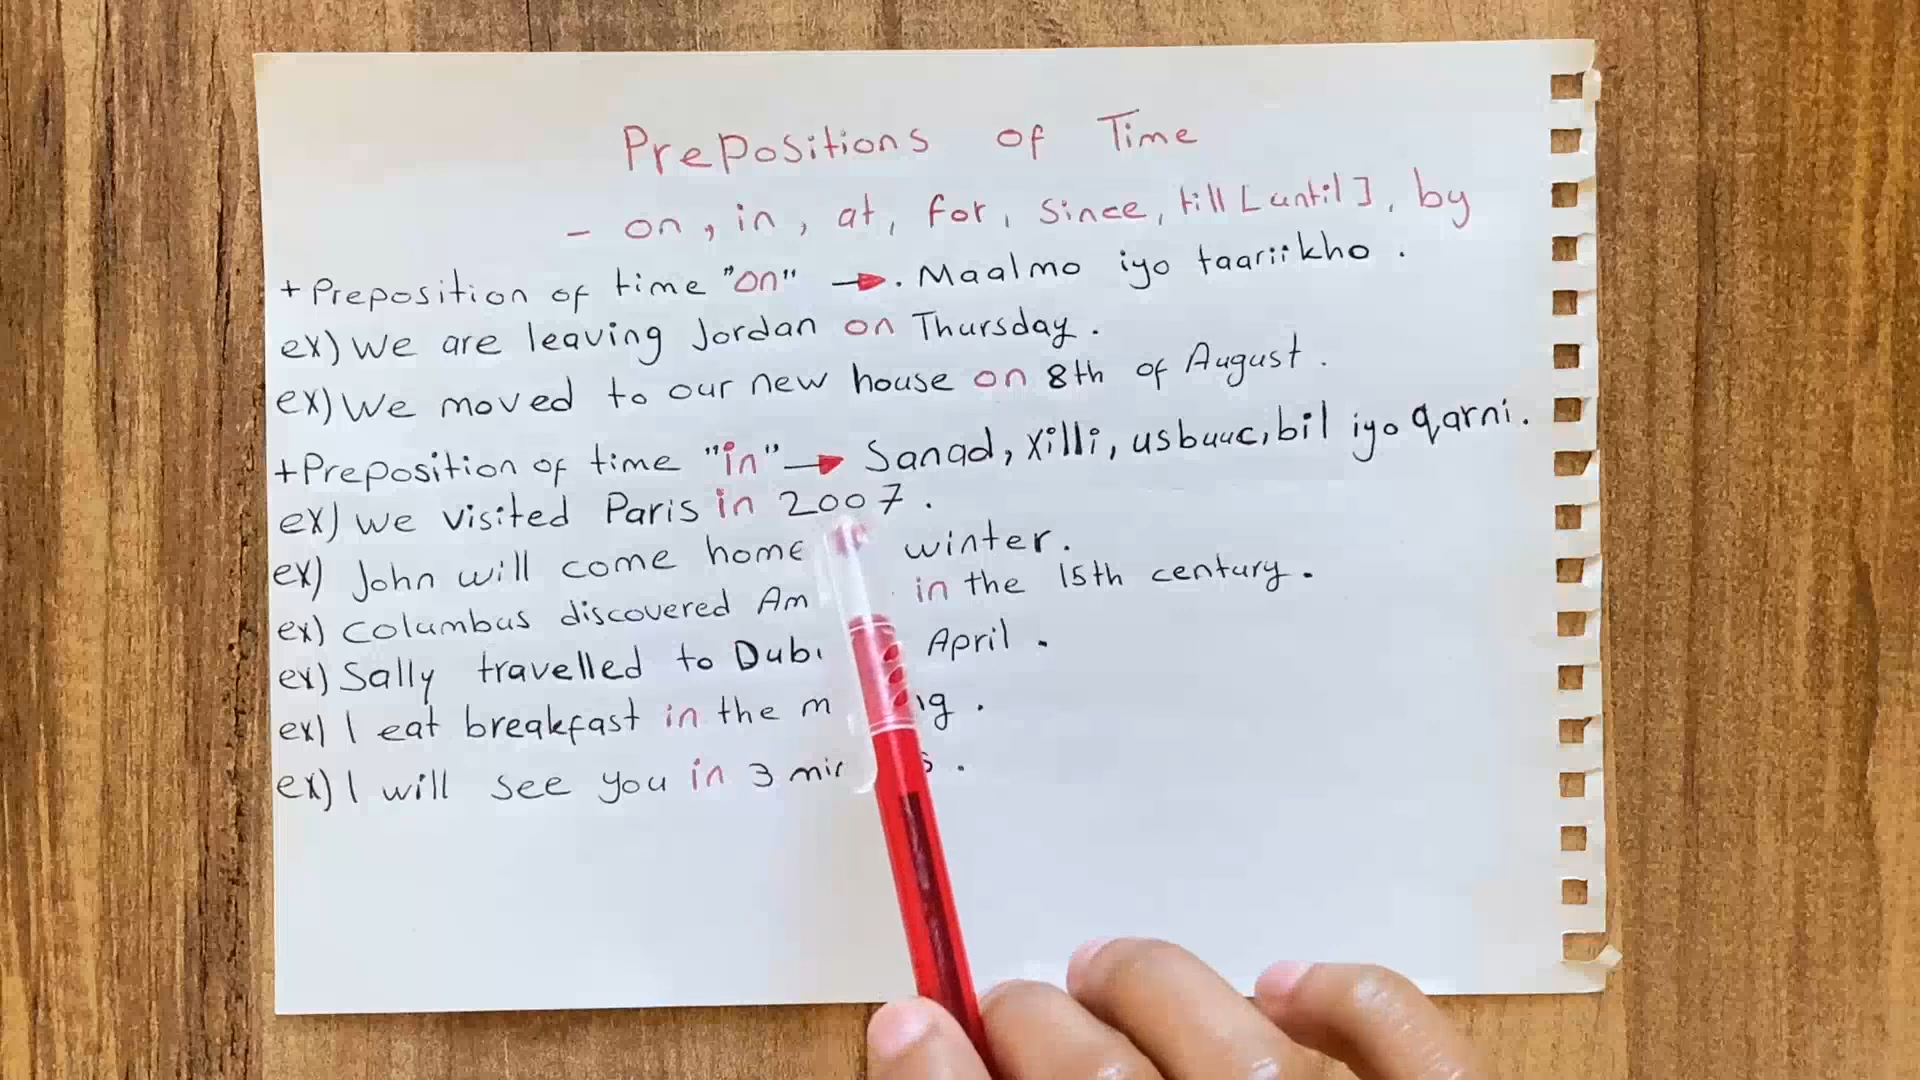 Prepositions of Time
- on, in, at, for, since, till [until], by
+ Preposition of time "on" → . Maalmo iyo taariikho .
ex) We are leaving Jordan on Thursday .
ex) We moved to our new house on 8th of August .
+ Preposition of time "in" → Sanad, xilli, usbuuc, bil iyo qarni .
ex) we visited Paris in 2007 .
ex) John will come home winter .
ex) Columbus discovered in the 15th century .
ex) Sally travelled to April .
ex) I eat breakfast in the .
ex) I will see you in 3 .